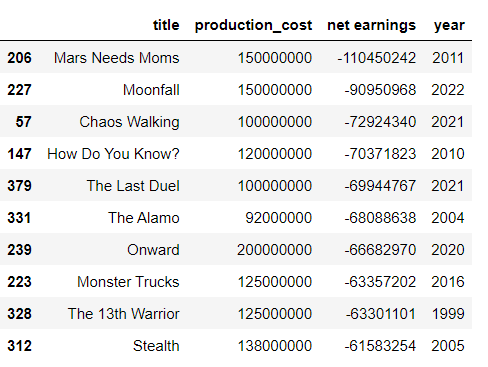 title production_cost net earnings year
206 Mars Needs Moms 150000000 -110450242 2011
227 Moonfall 150000000 -90950968 2022
57 Chaos Walking 100000000 -72924340 2021
147 How Do You Know? 120000000 -70371823 2010
379 The Last Duel 100000000 -69944767 2021
331 The Alamo 92000000 -68088638 2004
239 Onward 200000000 -66682970 2020
223 Monster Trucks 125000000 -63357202 2016
328 The 13th Warrior 125000000 -63301101 1999
312 Stealth 138000000 -61583254 2005